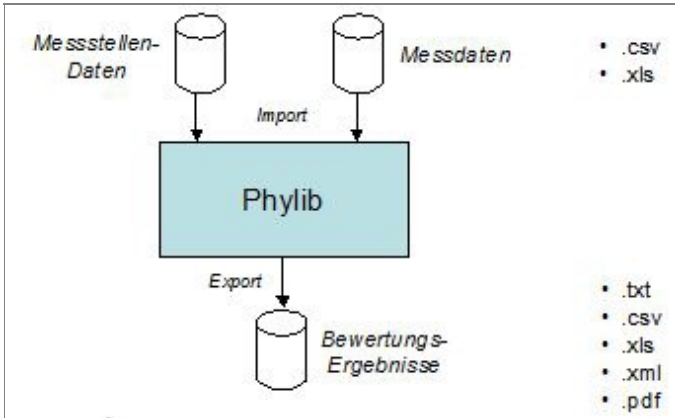 Messstellen-
Daten
Messdaten
• .csv
• .xls
Import
Phylib
Export
Bewertungs-
Ergebnisse
• .txt
• .csv
• .xls
• .xml
• .pdf